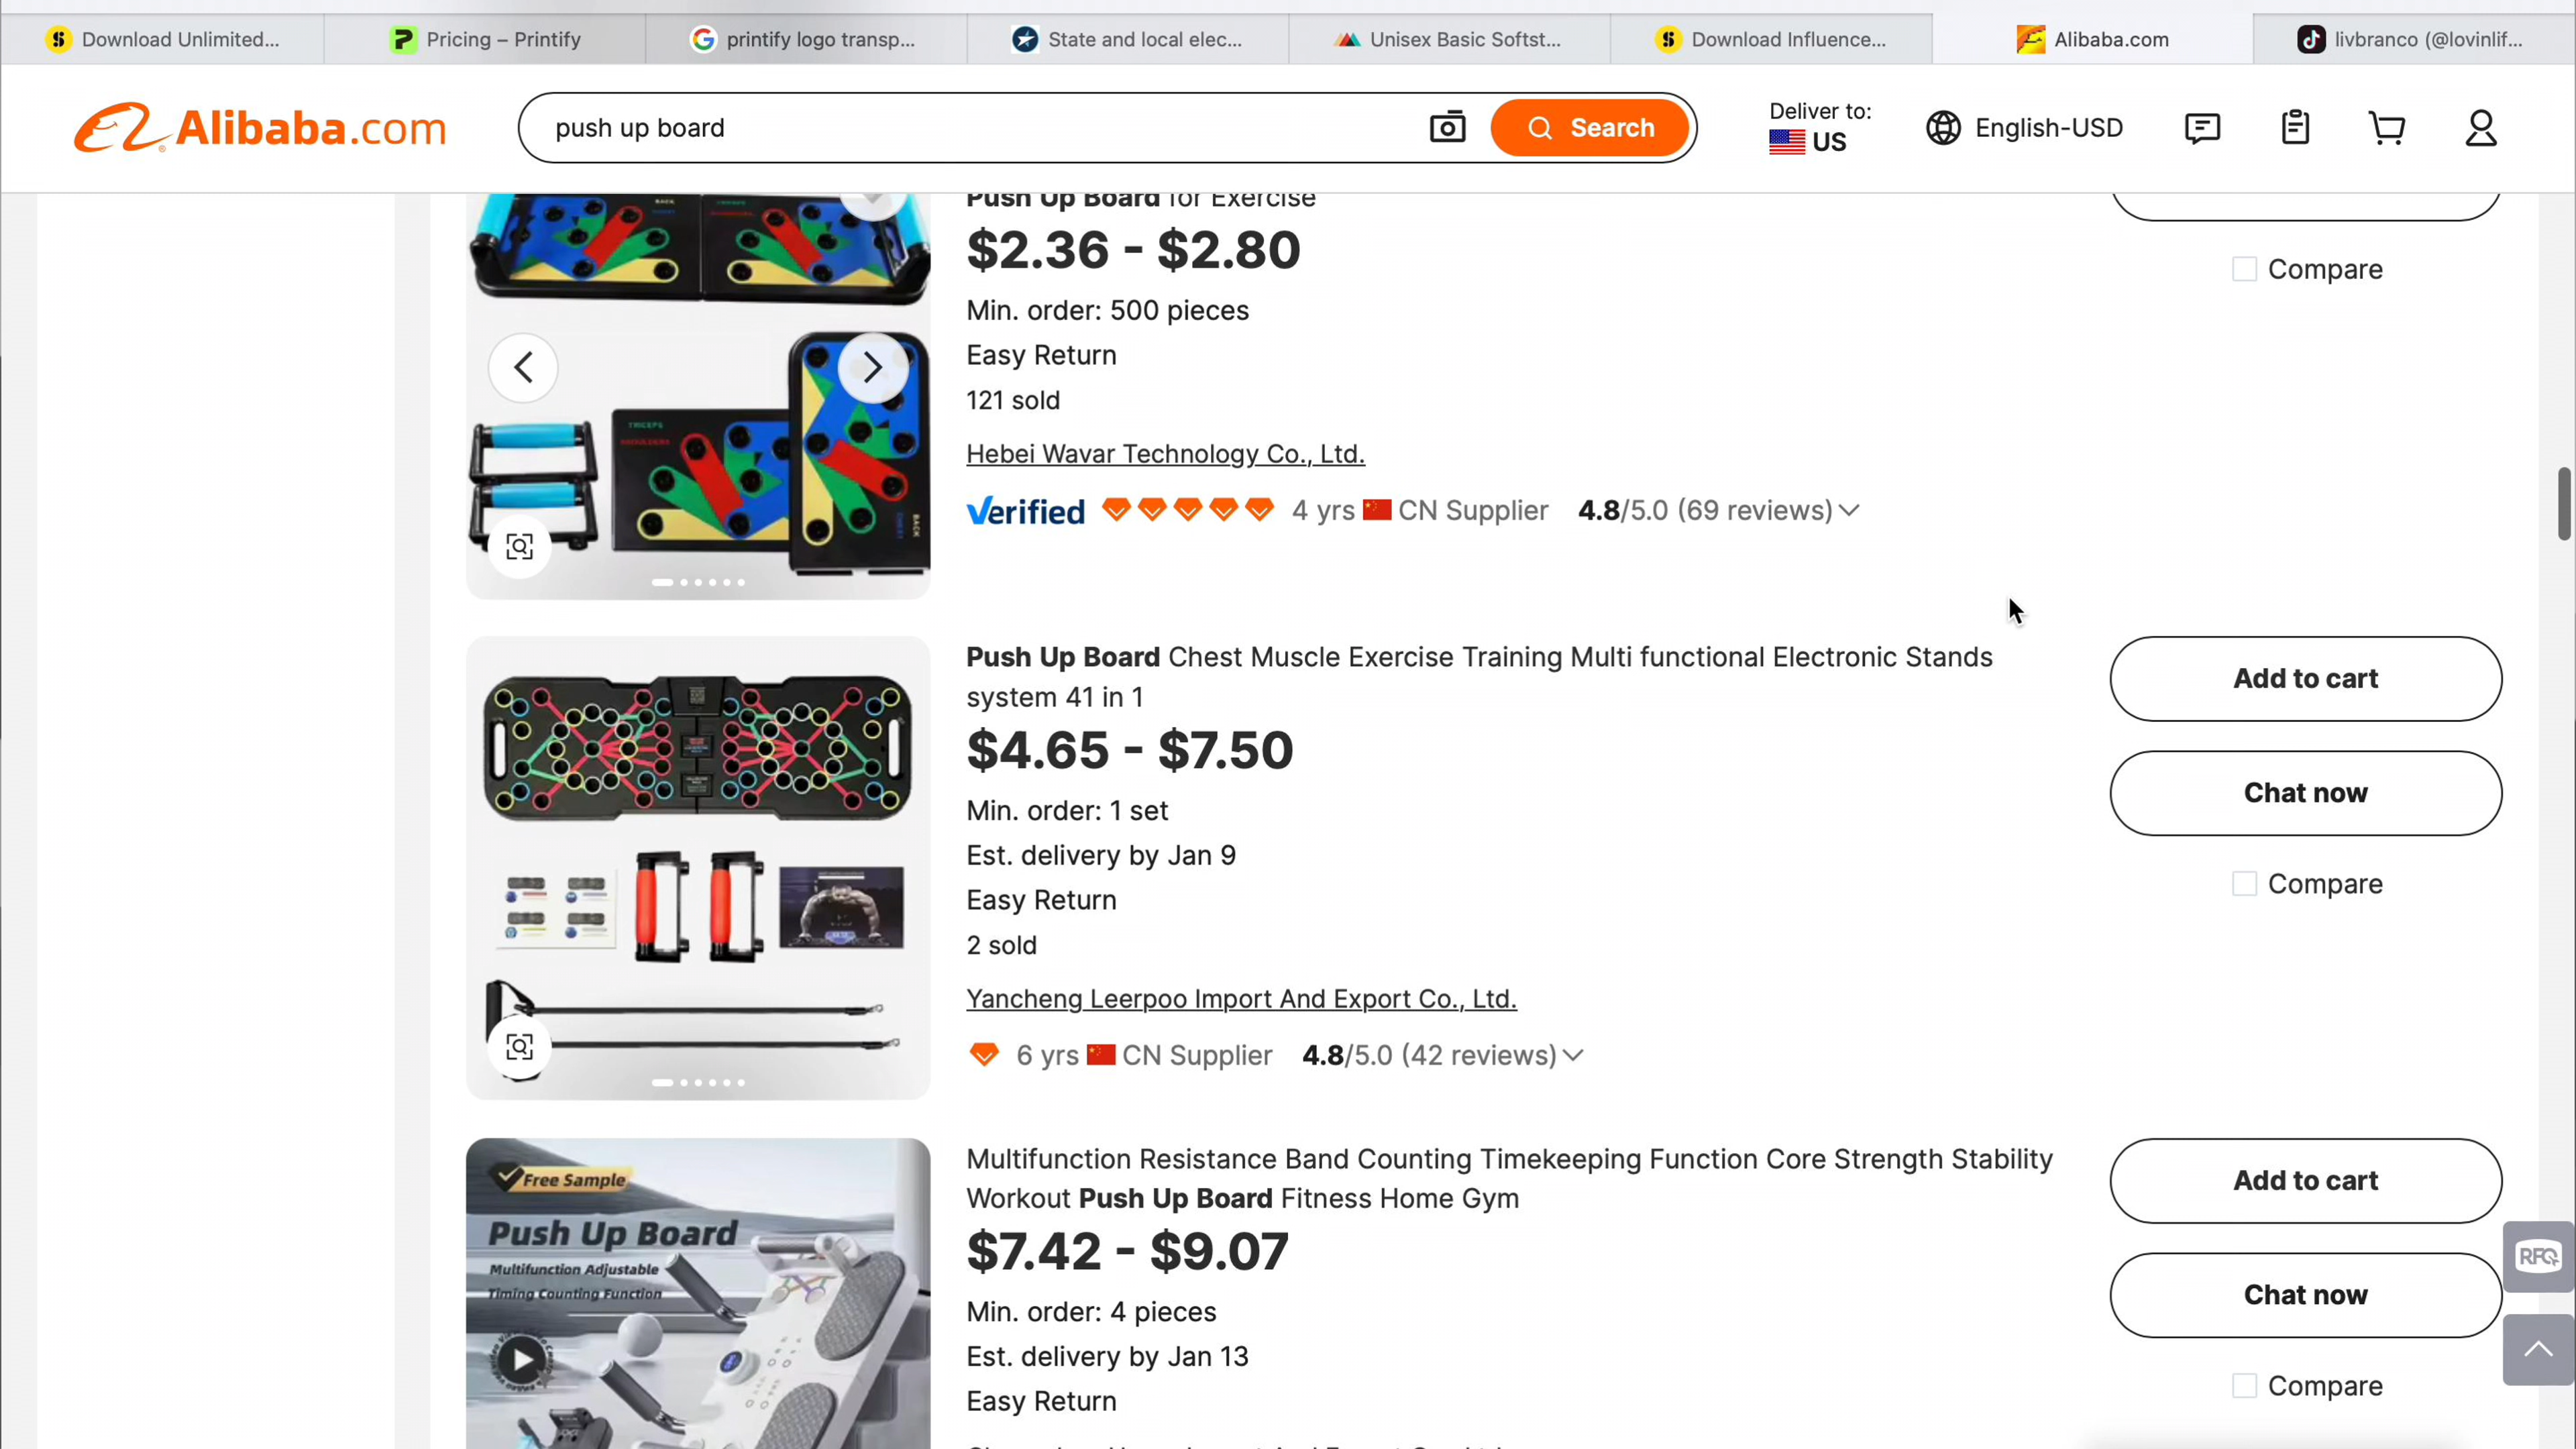 Download Unlimited...
Pricing – Printify
printify logo transp...
State and local elec...
Unisex Basic Softst...
Download Influence...
Alibaba.com
livbranco (@lovinlif...
Alibaba.com
push up board
Search
Deliver to:
US
English-USD
Push Up Board for Exercise
$2.36 - $2.80
Min. order: 500 pieces
Easy Return
121 sold
Hebei Wavar Technology Co., Ltd.
Verified 4 yrs CN Supplier 4.8/5.0 (69 reviews)
Compare
BACK
TRICEPS
SHOULDERS
BACK
Push Up Board Chest Muscle Exercise Training Multi functional Electronic Stands
system 41 in 1
$4.65 - $7.50
Min. order: 1 set
Est. delivery by Jan 9
Easy Return
2 sold
Yancheng Leerpoo Import And Export Co., Ltd.
6 yrs CN Supplier 4.8/5.0 (42 reviews)
Add to cart
Chat now
Compare
Free Sample
Push Up Board
Multifunction Adjustable
Timing Counting Function
Multifunction Resistance Band Counting Timekeeping Function Core Strength Stability
Workout Push Up Board Fitness Home Gym
$7.42 - $9.07
Min. order: 4 pieces
Est. delivery by Jan 13
Easy Return
Add to cart
Chat now
Compare
RFQ